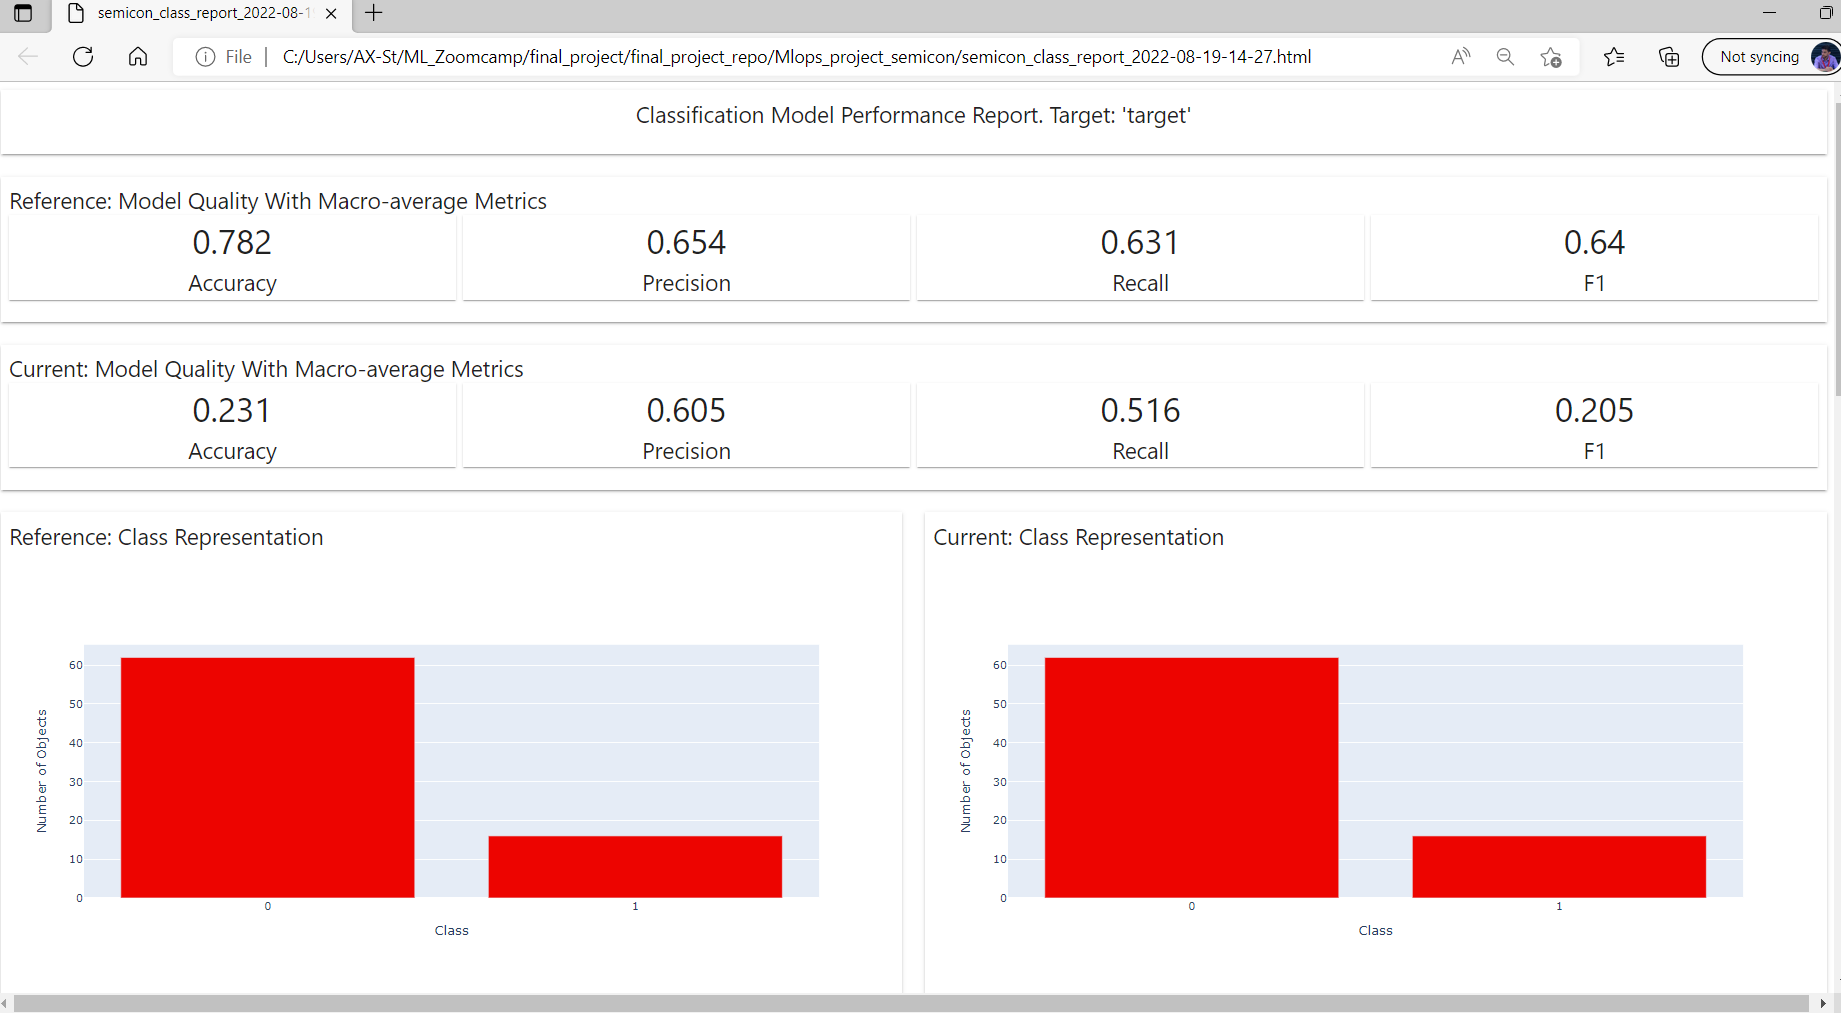 semicon_class_report_2022-08-1
File
C:/Users/AX-St/ML_Zoomcamp/final_project/final_project_repo/Mlops_project_semicon/semicon_class_report_2022-08-19-14-27.html
A
Not syncing
Classification Model Performance Report. Target: 'target'
Reference: Model Quality With Macro-average Metrics
0.782
Accuracy
0.654
Precision
0.631
Recall
0.64
F1
Current: Model Quality With Macro-average Metrics
0.231
Accuracy
0.605
Precision
0.516
Recall
0.205
F1
Reference: Class Representation
60
50
40
30
20
10
0
Number of Objects
0
1
Class
Current: Class Representation
60
50
40
30
20
10
0
Number of Objects
0
1
Class